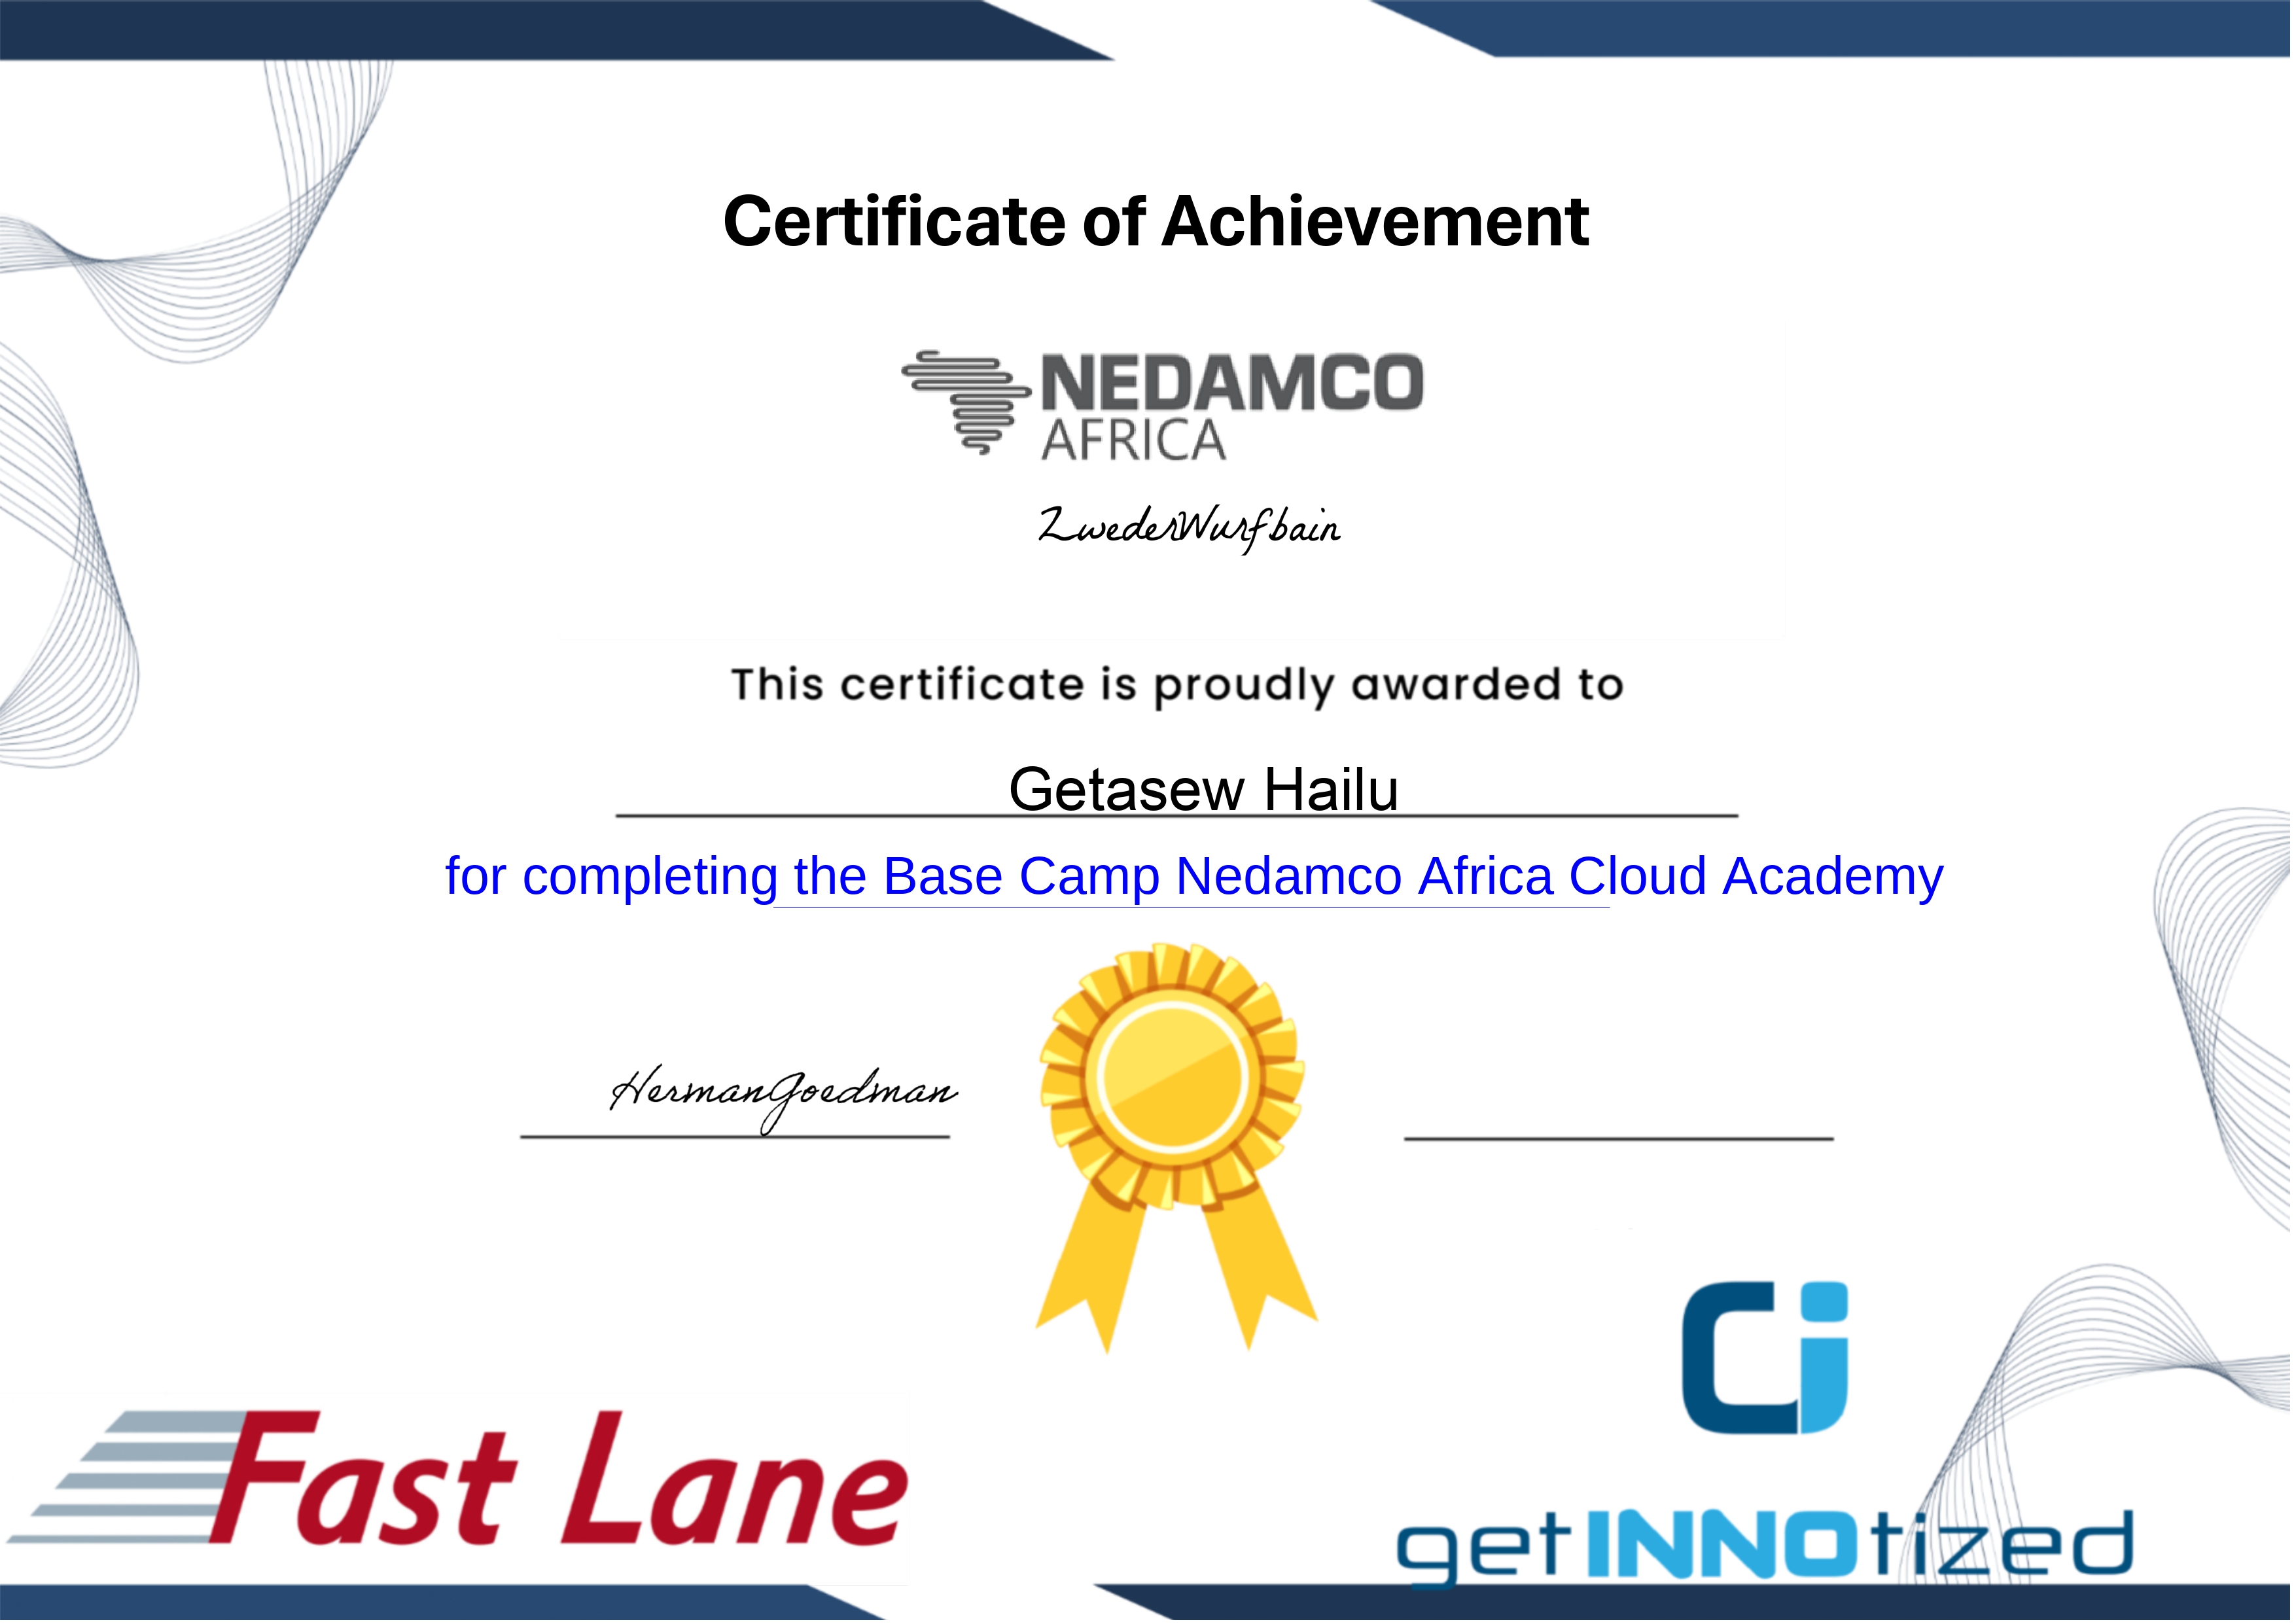 Certificate of Achievement
NEDAMCO
AFRICA
ZwederWurfbain
This certificate is proudly awarded to
Getasew Hailu
for completing the Base Camp Nedamco Africa Cloud Academy
HermanGoedman
Fast Lane
getINNOtized